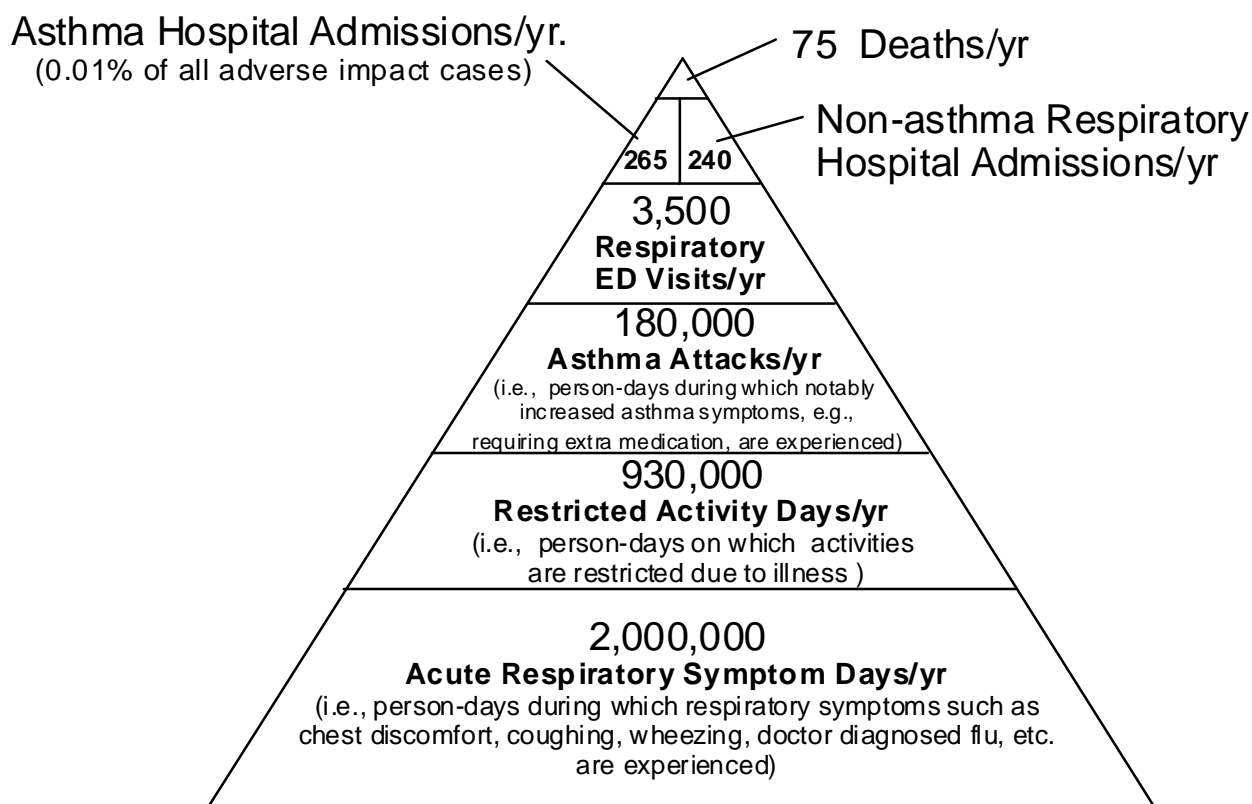 Asthma Hospital Admissions/yr.
(0.01% of all adverse impact cases)
75 Deaths/yr
Non-asthma Respiratory
Hospital Admissions/yr
265 240
3,500
Respiratory
ED Visits/yr
180,000
Asthma Attacks/yr
(i.e., person-days during which notably
increased asthma symptoms, e.g.,
requiring extra medication, are experienced)
930,000
Restricted Activity Days/yr
(i.e., person-days on which activities
are restricted due to illness )
2,000,000
Acute Respiratory Symptom Days/yr
(i.e., person-days during which respiratory symptoms such as
chest discomfort, coughing, wheezing, doctor diagnosed flu, etc.
are experienced)